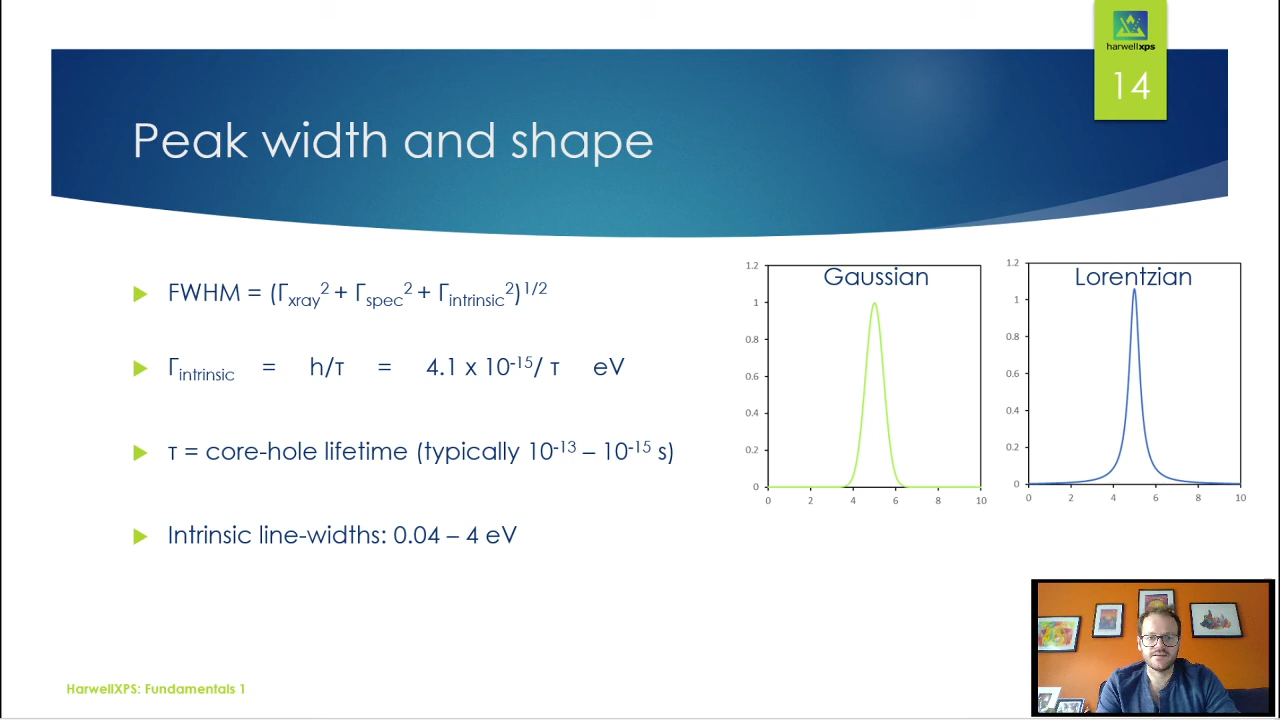 harwellxps
14
Peak width and shape
FWHM = (Γxray² + Γspec² + Γintrinsic²)^1/2
Γintrinsic = h/τ = 4.1 x 10⁻¹⁵/ τ eV
τ = core-hole lifetime (typically 10⁻¹³ – 10⁻¹⁵ s)
Intrinsic line-widths: 0.04 – 4 eV
Gaussian
1.2
1
0.8
0.6
0.4
0.2
0
0 2 4 6 8 10
Lorentzian
1.2
1
0.8
0.6
0.4
0.2
0
0 2 4 6 8 10
HarwellXPS: Fundamentals 1